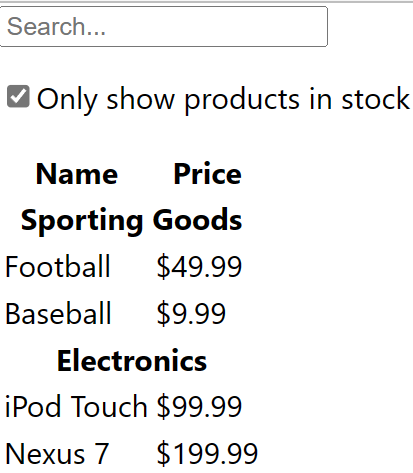 Search...
Only show products in stock
Name Price
Sporting Goods
Football $49.99
Baseball $9.99
Electronics
iPod Touch $99.99
Nexus 7 $199.99